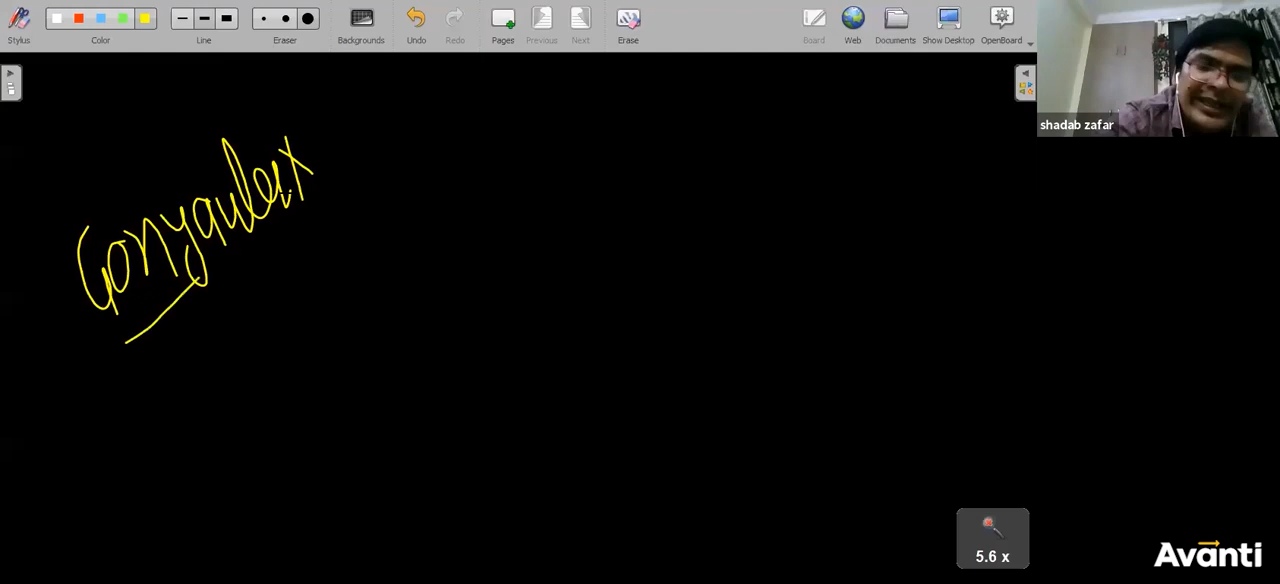 Stylus
Color
Line
Eraser
Backgrounds
Undo
Redo
Pages
Previous
Next
Erase
Board
Web
Documents
Show Desktop
OpenBoard
shadab zafar
Gonyaulax
5.6 x
Avanti